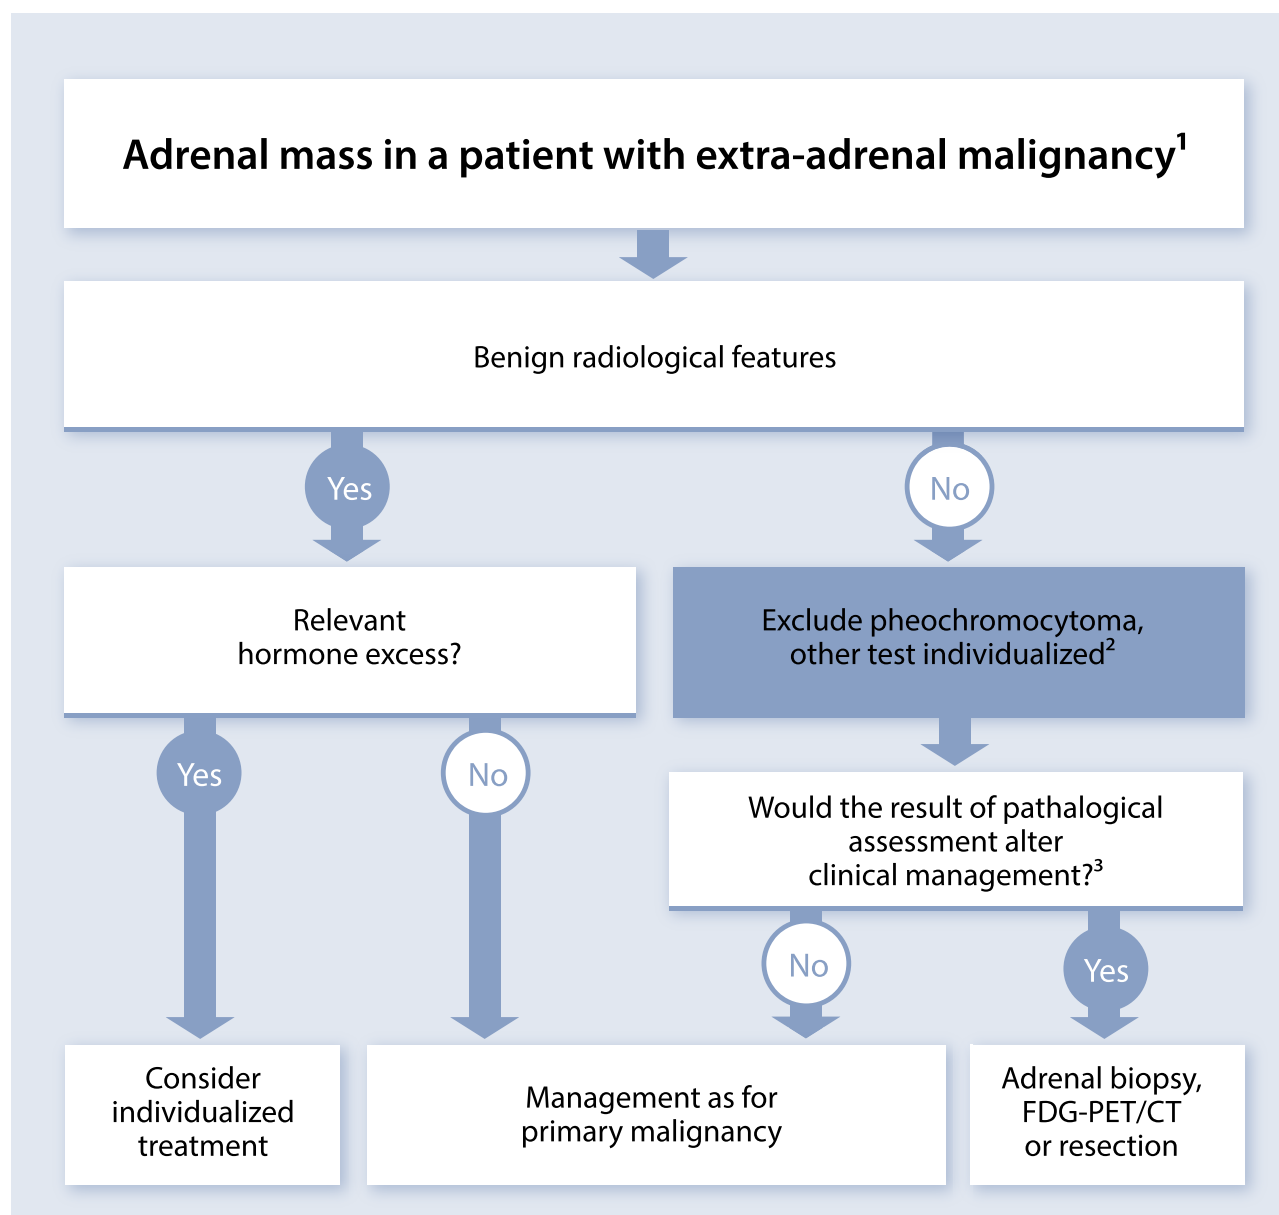 Adrenal mass in a patient with extra-adrenal malignancy¹
Benign radiological features
Yes
No
Relevant
hormone excess?
Exclude pheochromocytoma,
other test individualized²
Yes
No
Would the result of pathalogical
assessment alter
clinical management?³
No
Yes
Consider
individualized
treatment
Management as for
primary malignancy
Adrenal biopsy,
FDG-PET/CT
or resection